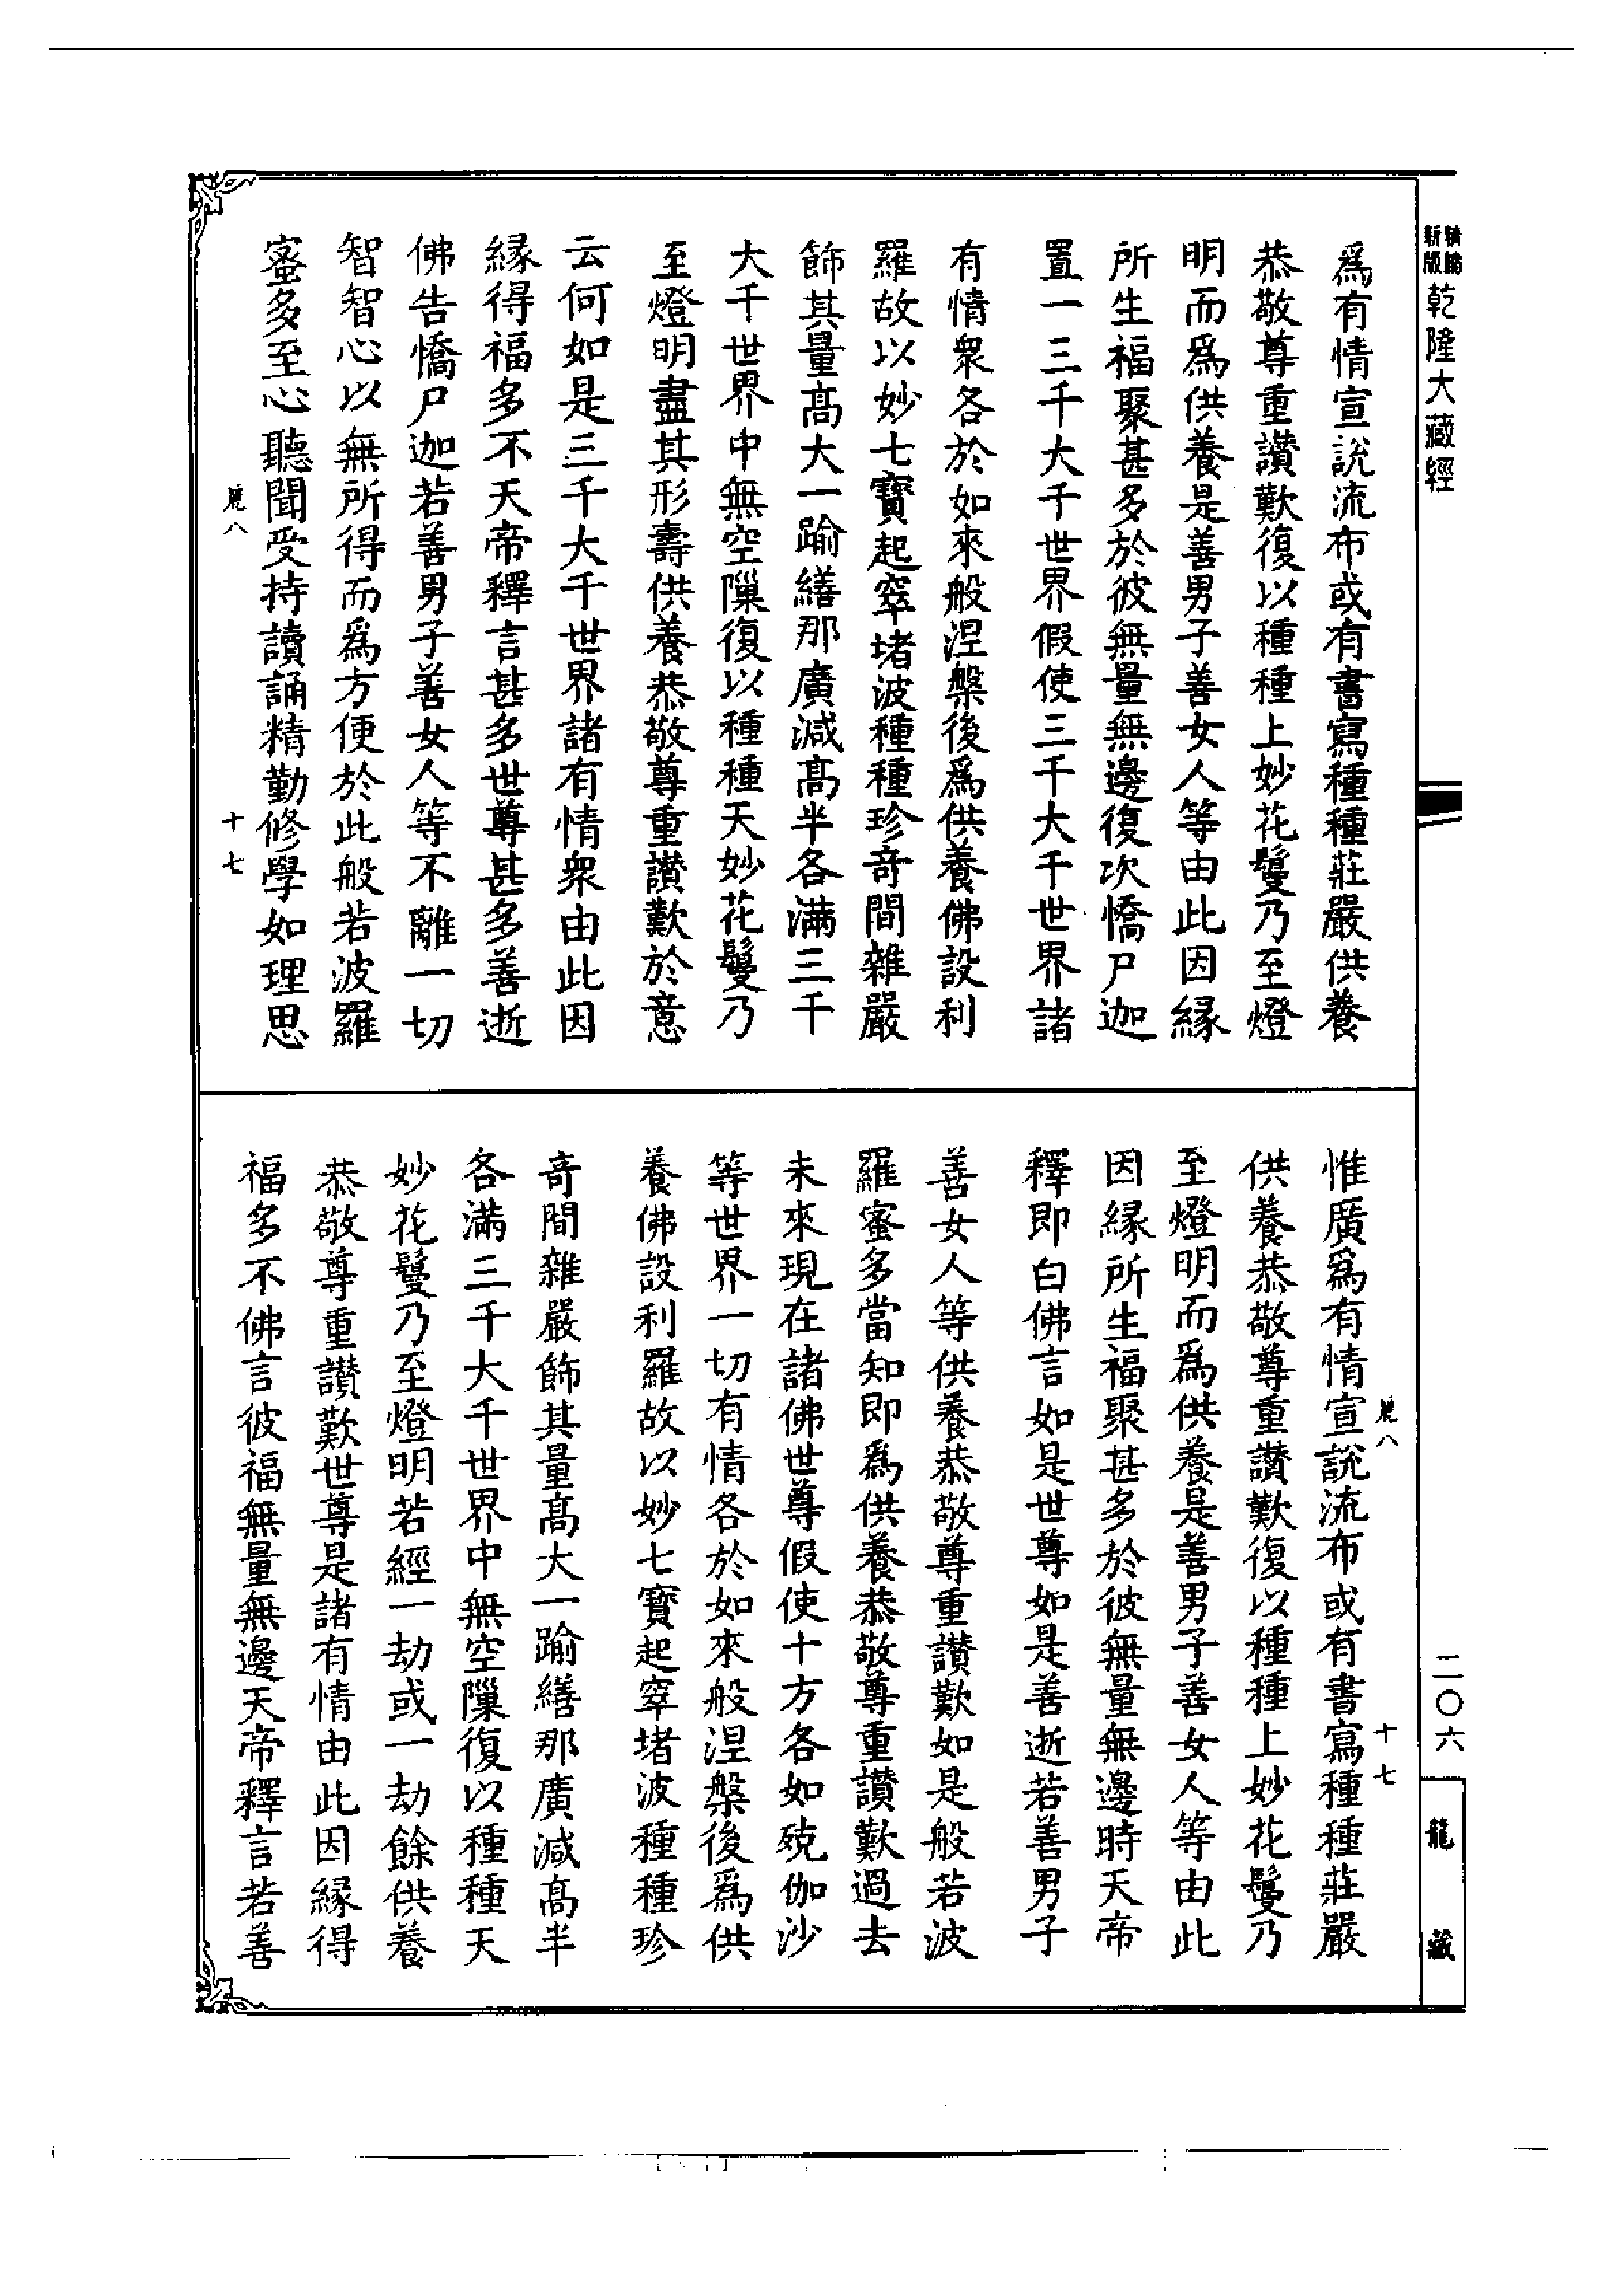 新版
精縮
乾隆大藏經
為有情宣說流布或有書寫種種莊嚴供養
恭敬尊重讚歎復以種種上妙花鬘乃至燈
明而為供養是善男子善女人等由此因緣
所生福聚甚多於彼無量無邊復次憍尸迦
置一三千大千世界假使三千大千世界諸
有情眾各於如來般涅槃後為供養佛設利
羅故以妙七寶起窣堵波種種珍奇間雜嚴
飾其量高大一踰繕那廣減高半各滿三千
大千世界中無空隟復以種種天妙花鬘乃
至燈明盡其形壽供養恭敬尊重讚歎於意
云何如是三千大千世界諸有情眾由此因
緣得福多不天帝釋言甚多世尊甚多善逝
佛告憍尸迦若善男子善女人等不離一切
智智心以無所得而為方便於此般若波羅
蜜多至心聽聞受持讀誦精勤修學如理思
麗八
十七
麗八
十七
惟廣為有情宣說流布或有書寫種種莊嚴
供養恭敬尊重讚歎復以種種上妙花鬘乃
至燈明而為供養是善男子善女人等由此
因緣所生福聚甚多於彼無量無邊時天帝
釋即白佛言如是世尊如是善逝若善男子
善女人等供養恭敬尊重讚歎如是般若波
羅蜜多當知即為供養恭敬尊重讚歎過去
未來現在諸佛世尊假使十方各如殑伽沙
等世界一切有情各於如來般涅槃後為供
養佛設利羅故以妙七寶起窣堵波種種珍
奇間雜嚴飾其量高大一踰繕那廣減高半
各滿三千大千世界中無空隟復以種種天
妙花鬘乃至燈明若經一劫或一劫餘供養
恭敬尊重讚歎世尊是諸有情由此因緣得
福多不佛言彼福無量無邊天帝釋言若善
二〇六
龍藏